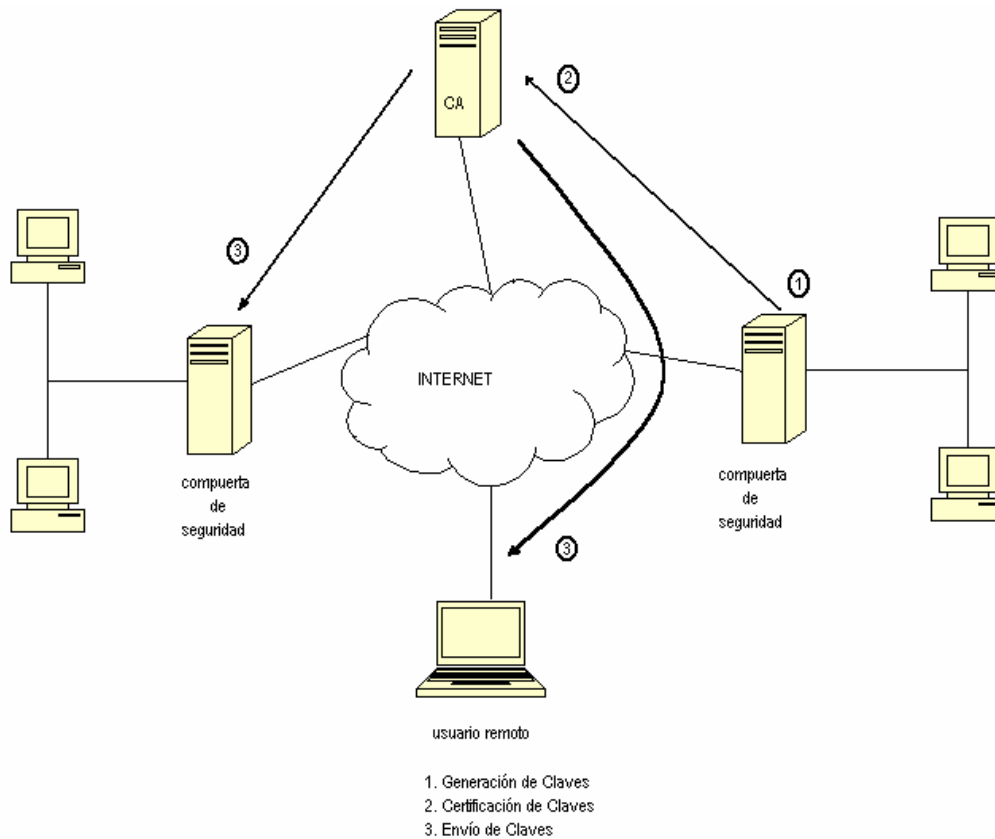 CA
2
3
1
INTERNET
compuerta
de
seguridad
compuerta
de
seguridad
3
usuario remoto
1. Generación de Claves
2. Certificación de Claves
3. Envío de Claves